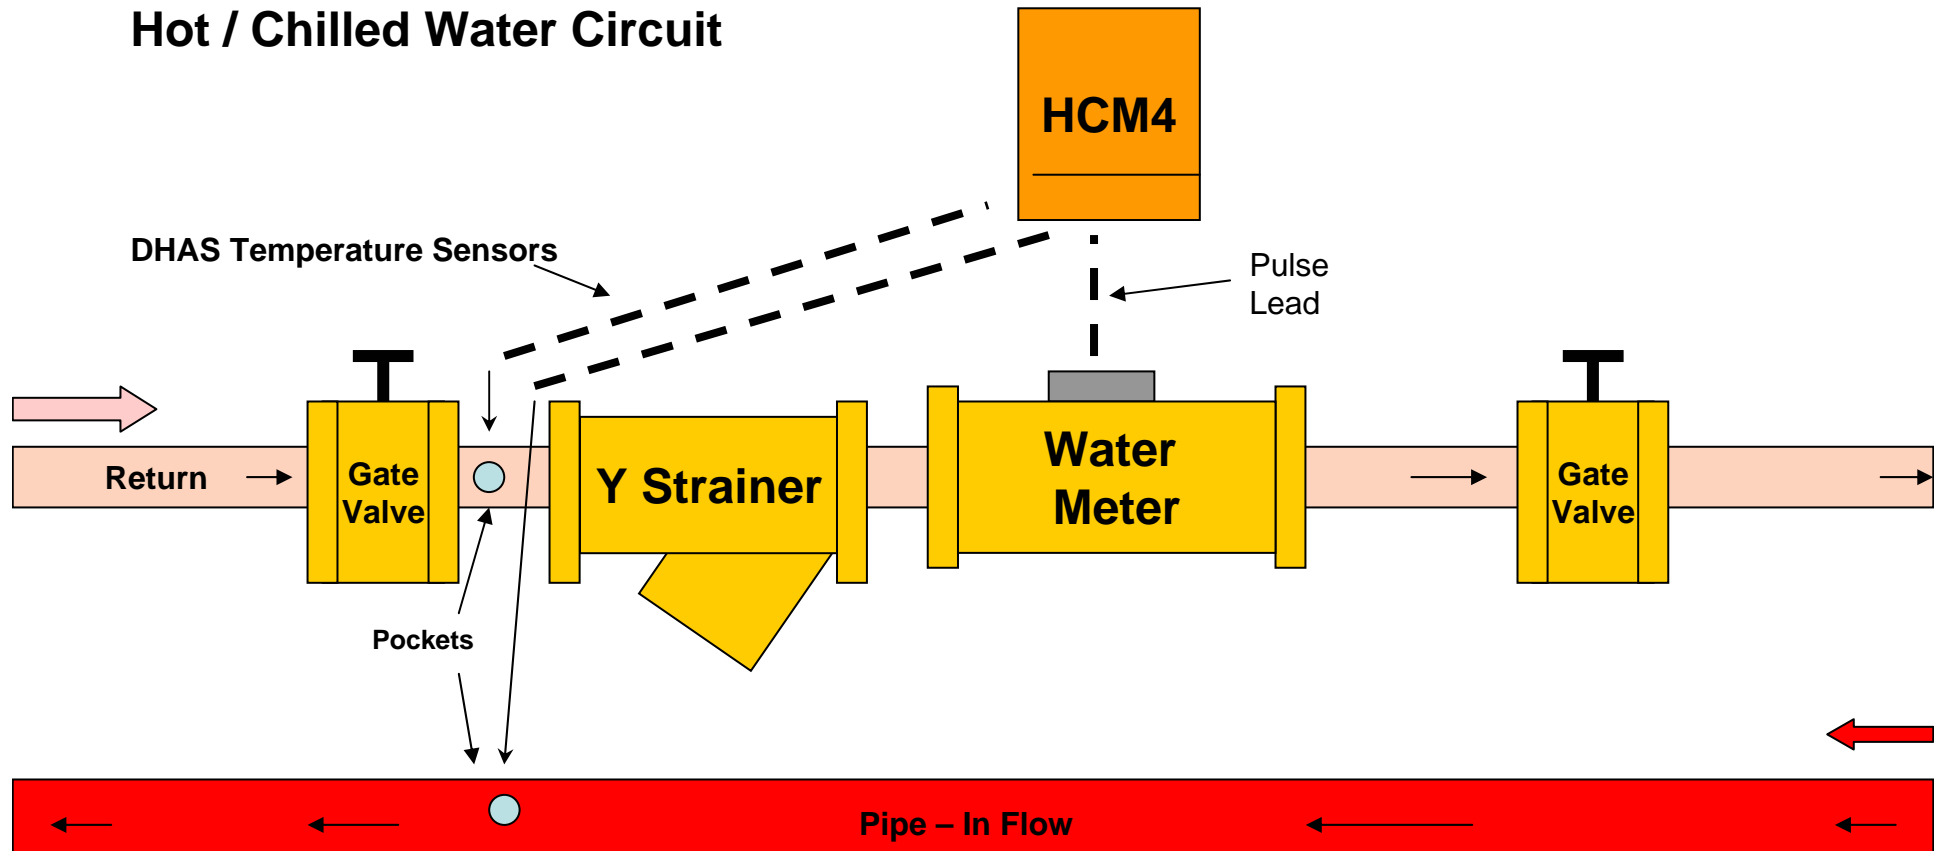 Hot / Chilled Water Circuit
HCM4
DHAS Temperature Sensors
Pulse
Lead
Return
Gate
Valve
Y Strainer
Water
Meter
Gate
Valve
Pockets
Pipe – In Flow